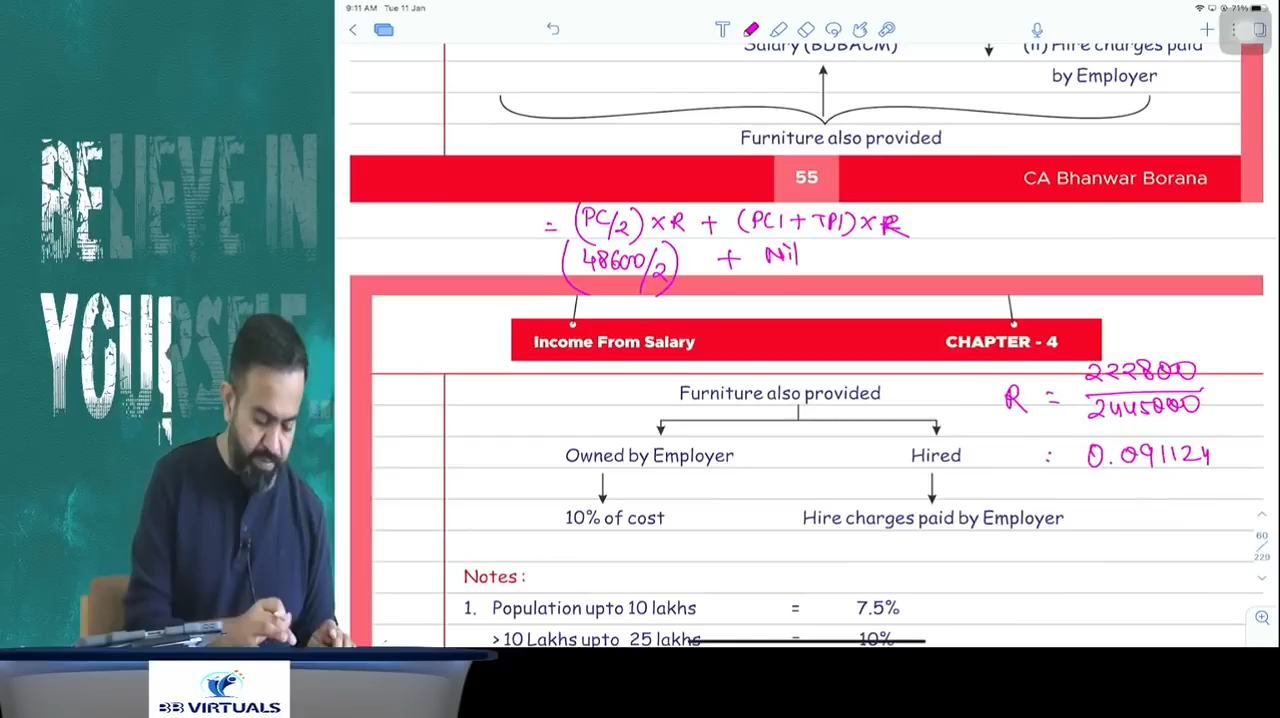 9:11 AM Tue 11 Jan
71%
Salary (BDBACM)
(ii) Hire charges paid
by Employer
Furniture also provided
55
CA Bhanwar Borana
= (PC/2) × R + (PC1 + TP1) × R
(48600/2) + Nil
Income From Salary
CHAPTER - 4
Furniture also provided
R = 222800
2445000
Owned by Employer
Hired
: 0.091124
10% of cost
Hire charges paid by Employer
60
229
Notes :
1. Population upto 10 lakhs = 7.5%
> 10 Lakhs upto 25 lakhs = 10%
BELIEVE IN
YOURSELF
BB VIRTUALS